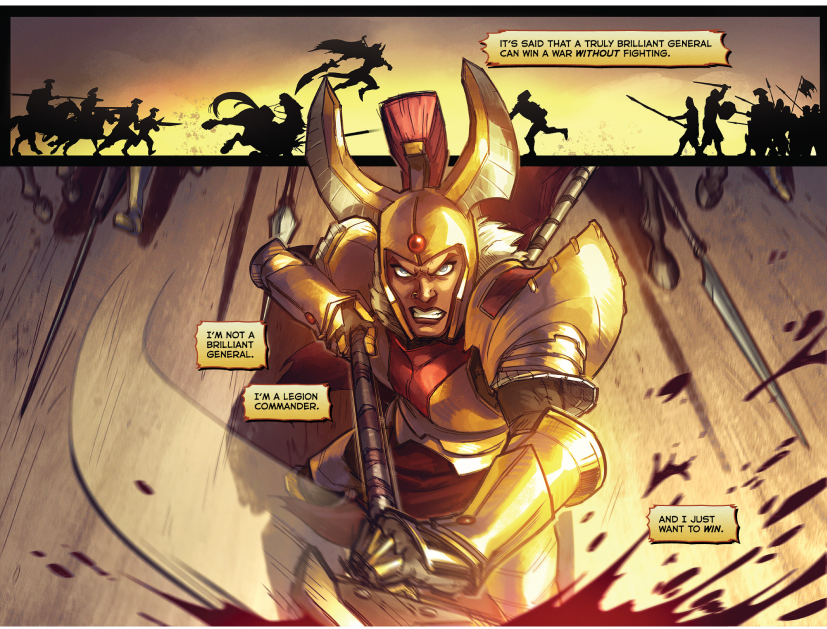 IT'S SAID THAT A TRULY BRILLIANT GENERAL
CAN WIN A WAR WITHOUT FIGHTING.
I'M NOT A
BRILLIANT
GENERAL.
I'M A LEGION
COMMANDER.
AND I JUST
WANT TO WIN.